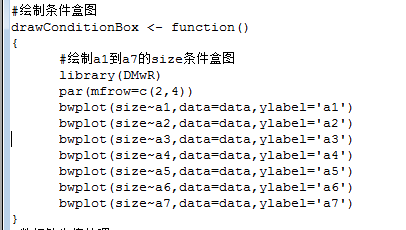 #绘制条件盒图
drawConditionBox <- function()
{
#绘制a1到a7的size条件盒图
library(DMwR)
par(mfrow=c(2,4))
bwplot(size~a1,data=data,ylabel='a1')
bwplot(size~a2,data=data,ylabel='a2')
bwplot(size~a3,data=data,ylabel='a3')
bwplot(size~a4,data=data,ylabel='a4')
bwplot(size~a5,data=data,ylabel='a5')
bwplot(size~a6,data=data,ylabel='a6')
bwplot(size~a7,data=data,ylabel='a7')
}